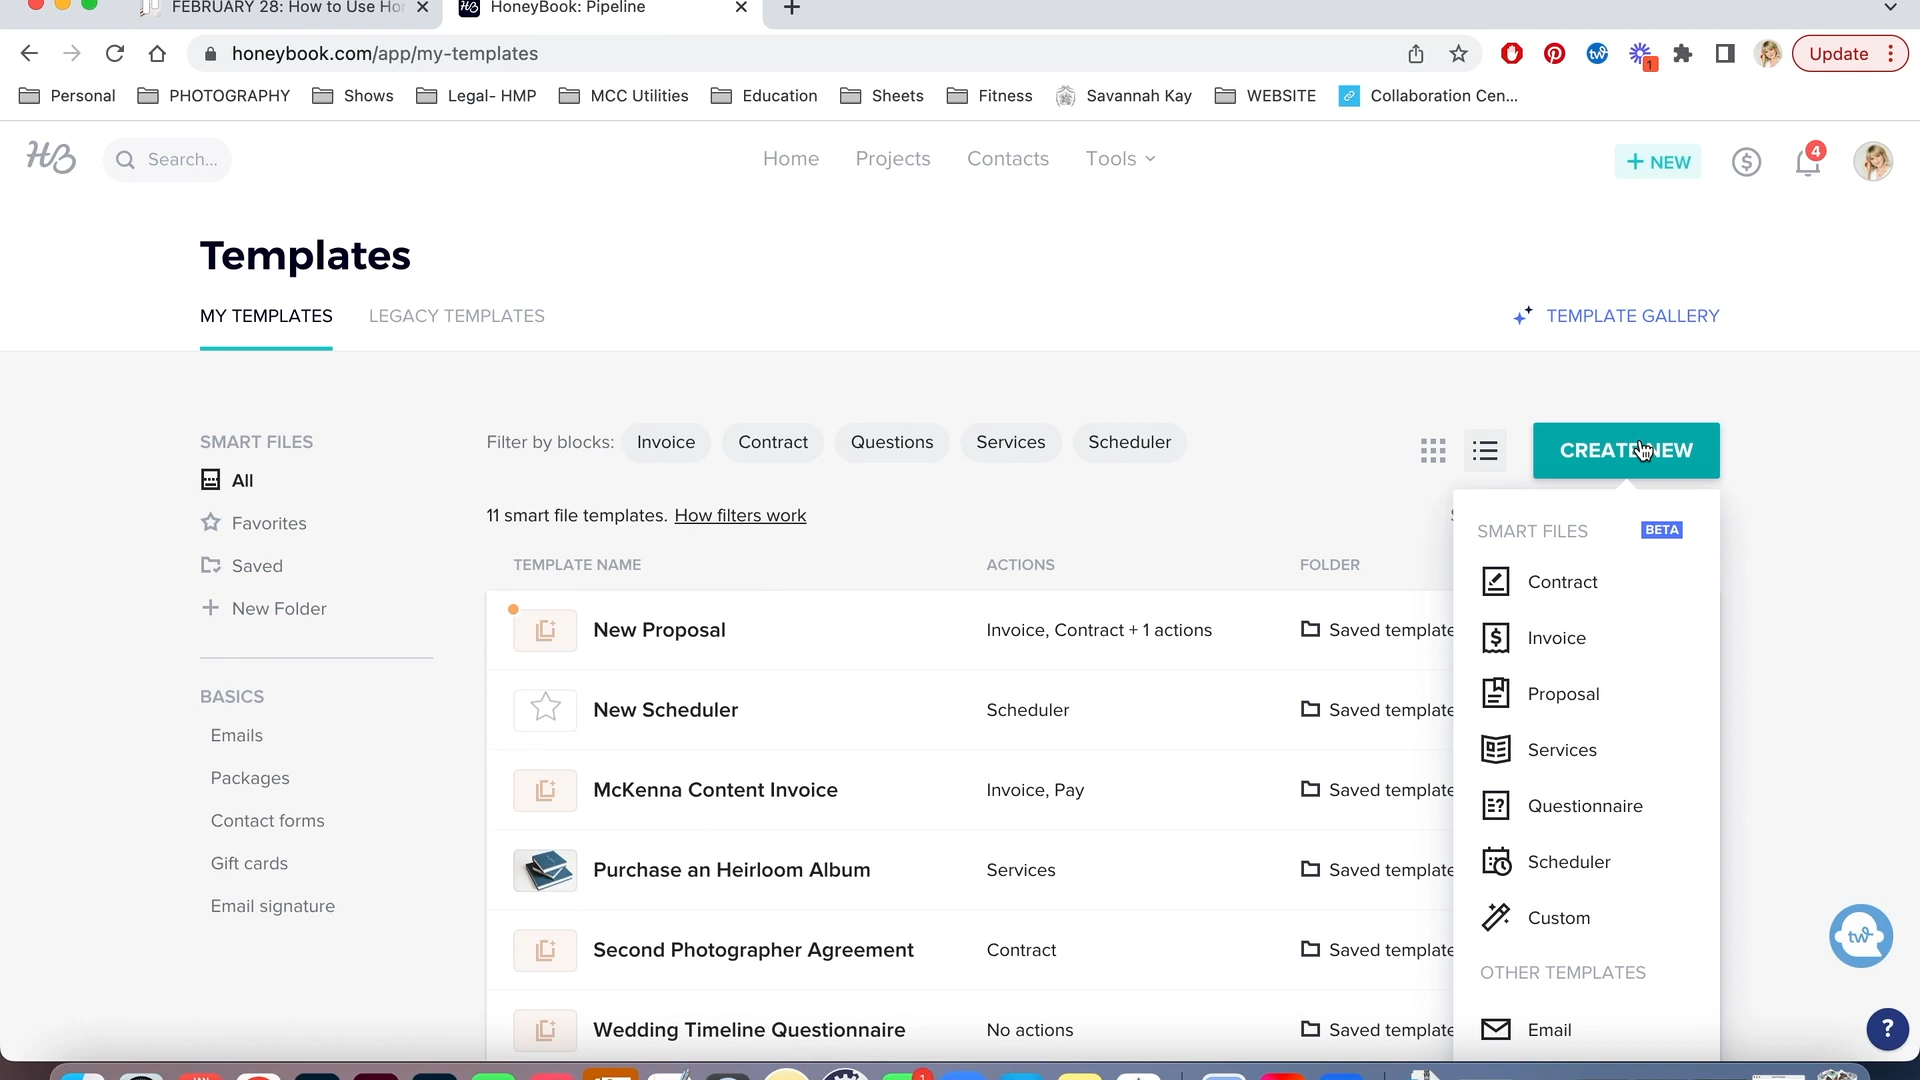 FEBRUARY 28: How to Use Ho
HoneyBook: Pipeline
honeybook.com/app/my-templates
1
Update
Personal
PHOTOGRAPHY
Shows
Legal- HMP
MCC Utilities
Education
Sheets
Fitness
Savannah Kay
WEBSITE
Collaboration Cen...
HB
Search...
Home
Projects
Contacts
Tools
+ NEW
$
4
Templates
MY TEMPLATES
LEGACY TEMPLATES
TEMPLATE GALLERY
SMART FILES
All
Favorites
Saved
New Folder
BASICS
Emails
Packages
Contact forms
Gift cards
Email signature
Filter by blocks:
Invoice
Contract
Questions
Services
Scheduler
CREATE NEW
11 smart file templates. How filters work
TEMPLATE NAME
ACTIONS
FOLDER
New Proposal
Invoice, Contract + 1 actions
Saved template
New Scheduler
Scheduler
Saved template
McKenna Content Invoice
Invoice, Pay
Saved template
Purchase an Heirloom Album
Services
Saved template
Second Photographer Agreement
Contract
Saved template
Wedding Timeline Questionnaire
No actions
Saved template
SMART FILES
BETA
Contract
Invoice
Proposal
Services
Questionnaire
Scheduler
Custom
OTHER TEMPLATES
Email
tw
?
1